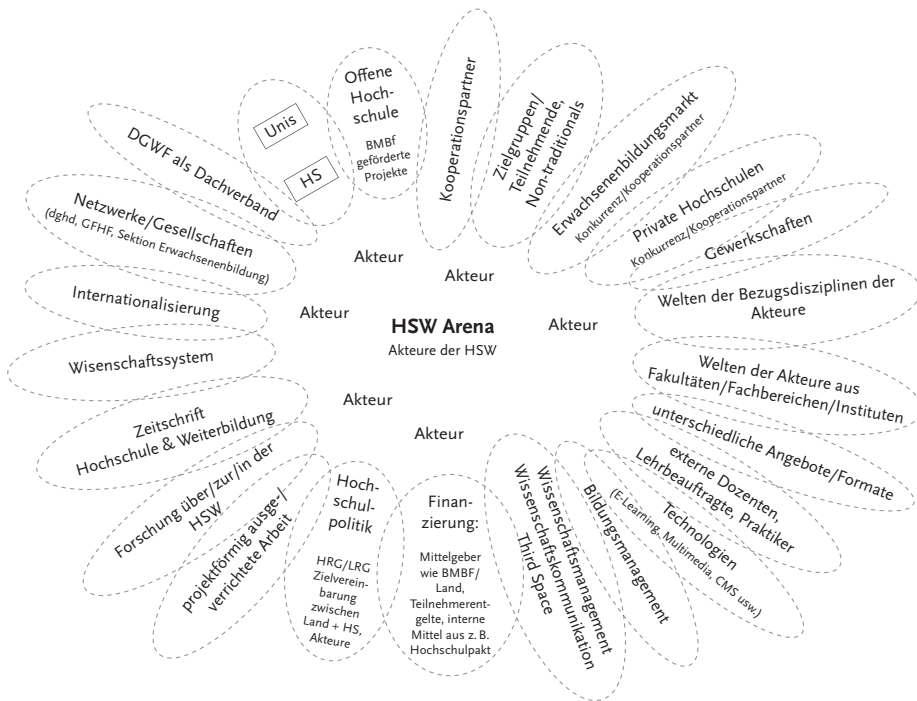 Unis
HS
Offene
Hoch-
schule
BMBf
geförderte
Projekte
Kooperationspartner
Zielgruppen/
Teilnehmende,
Non-traditionals
Erwachsenenbildungsmarkt
Konkurrenz/Kooperationspartner
Private Hochschulen
Konkurrenz/Kooperationspartner
Gewerkschaften
Welten der Bezugsdisziplinen der
Akteure
Welten der Akteure aus
Fakultäten/Fachbereichen/Instituten
unterschiedliche Angebote/Formate
externe Dozenten,
Lehrbeauftragte, Praktiker
Technologien
(E-Learning, Multimedia, CMS usw.)
Bildungsmanagement
Wissenschaftsmanagement
Wissenschaftskommunikation
Third Space
Finan-
zierung:
Mittelgeber
wie BMBF/
Land,
Teilnehmerent-
gelte, interne
Mittel aus z. B.
Hochschulpakt
Hoch-
schul-
politik
HRG/LRG
Zielverein-
barung
zwischen
Land + HS,
Akteure
projektförmig ausge-/
verrichtete Arbeit
Forschung über/zur/in der
HSW
Zeitschrift
Hochschule & Weiterbildung
Wisenschaftssystem
Internationalisierung
Netzwerke/Gesellschaften
(dghd, GFHF, Sektion Erwachsenenbildung)
DGWF als Dachverband
Akteur
Akteur
Akteur
HSW Arena
Akteure der HSW
Akteur
Akteur
Akteur